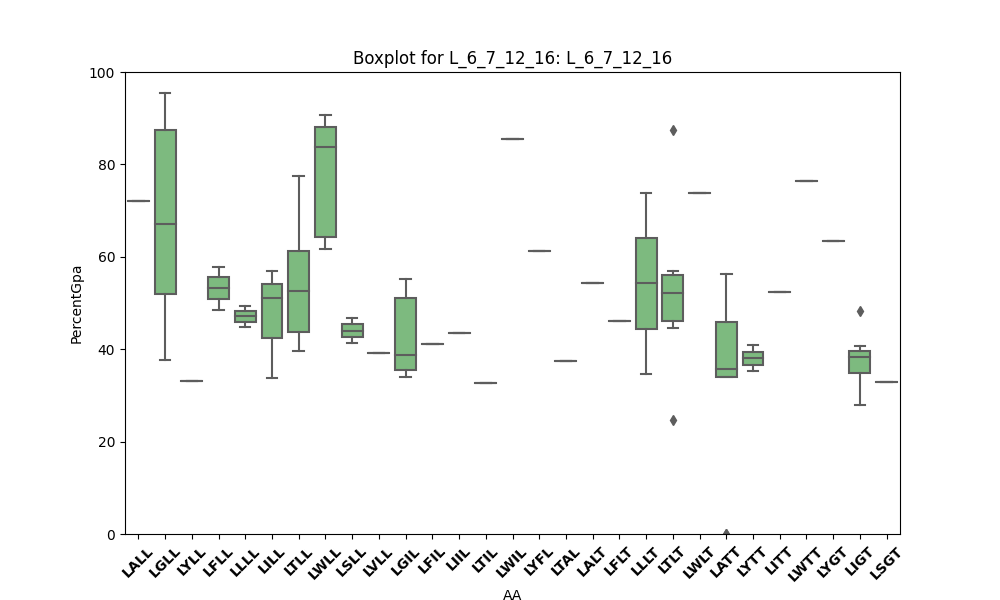 Boxplot for L_6_7_12_16: L_6_7_12_16
100
80
60
40
20
0
PercentGpa
LALL LGLL LYLL LFLL LLLL LILL LTLL LWLL LSLL LVLL LGIL LFIL LIIL LTIL LWIL LYFL LTAL LALT LFLT LLLT LTLT LWLT LATT LYTT LITT LWTT LYGT LIGT LSGT
AA